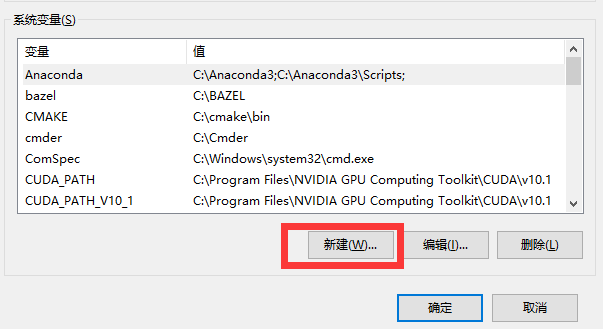 系统变量(S)
变量 值
Anaconda C:\Anaconda3;C:\Anaconda3\Scripts;
bazel C:\BAZEL
CMAKE C:\cmake\bin
cmder C:\Cmder
ComSpec C:\Windows\system32\cmd.exe
CUDA_PATH C:\Program Files\NVIDIA GPU Computing Toolkit\CUDA\v10.1
CUDA_PATH_V10_1 C:\Program Files\NVIDIA GPU Computing Toolkit\CUDA\v10.1
新建(W)... 编辑(I)... 删除(L)
确定 取消